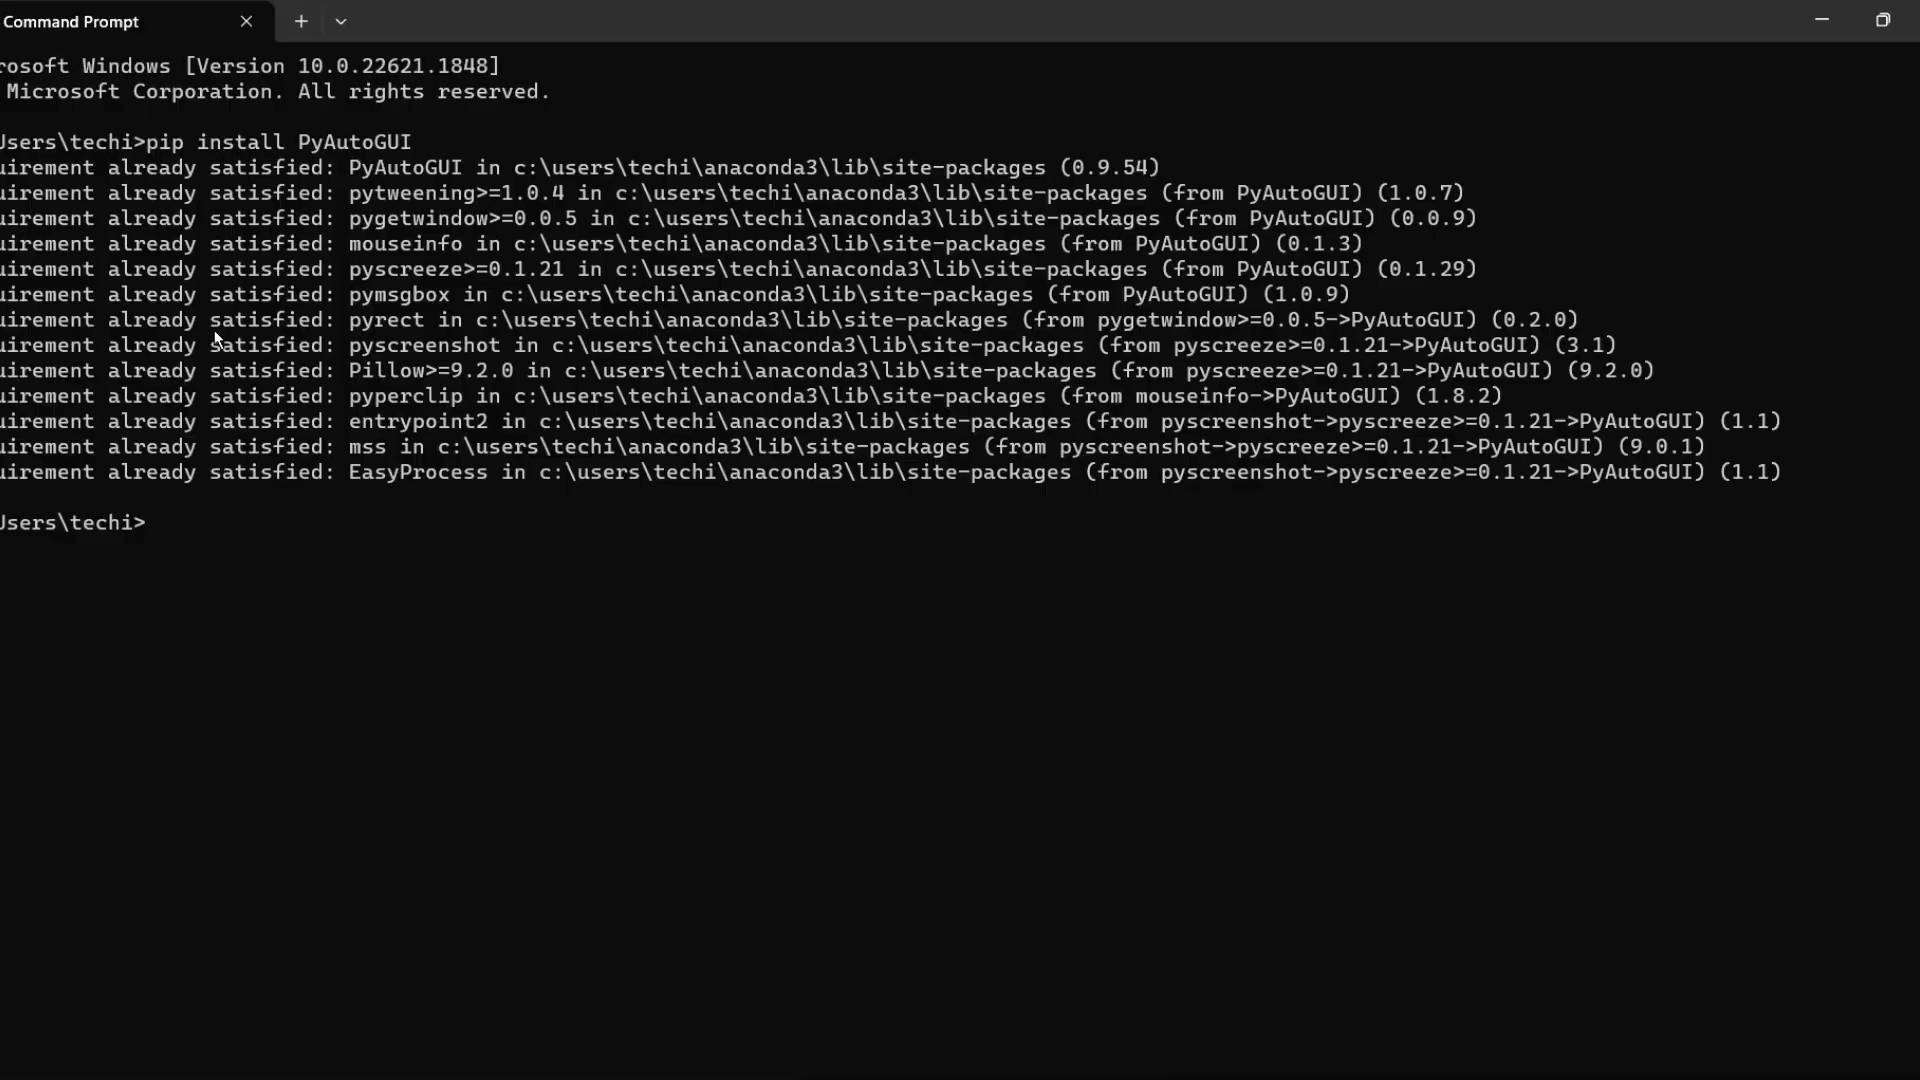 Command Prompt
rosoft Windows [Version 10.0.22621.1848]
Microsoft Corporation. All rights reserved.
Users\techi>pip install PyAutoGUI
uirement already satisfied: PyAutoGUI in c:\users\techi\anaconda3\lib\site-packages (0.9.54)
uirement already satisfied: pytweening>=1.0.4 in c:\users\techi\anaconda3\lib\site-packages (from PyAutoGUI) (1.0.7)
uirement already satisfied: pygetwindow>=0.0.5 in c:\users\techi\anaconda3\lib\site-packages (from PyAutoGUI) (0.0.9)
uirement already satisfied: mouseinfo in c:\users\techi\anaconda3\lib\site-packages (from PyAutoGUI) (0.1.3)
uirement already satisfied: pyscreeze>=0.1.21 in c:\users\techi\anaconda3\lib\site-packages (from PyAutoGUI) (0.1.29)
uirement already satisfied: pymsgbox in c:\users\techi\anaconda3\lib\site-packages (from PyAutoGUI) (1.0.9)
uirement already satisfied: pyrect in c:\users\techi\anaconda3\lib\site-packages (from pygetwindow>=0.0.5->PyAutoGUI) (0.2.0)
uirement already satisfied: pyscreenshot in c:\users\techi\anaconda3\lib\site-packages (from pyscreeze>=0.1.21->PyAutoGUI) (3.1)
uirement already satisfied: Pillow>=9.2.0 in c:\users\techi\anaconda3\lib\site-packages (from pyscreeze>=0.1.21->PyAutoGUI) (9.2.0)
uirement already satisfied: pyperclip in c:\users\techi\anaconda3\lib\site-packages (from mouseinfo->PyAutoGUI) (1.8.2)
uirement already satisfied: entrypoint2 in c:\users\techi\anaconda3\lib\site-packages (from pyscreenshot->pyscreeze>=0.1.21->PyAutoGUI) (1.1)
uirement already satisfied: mss in c:\users\techi\anaconda3\lib\site-packages (from pyscreenshot->pyscreeze>=0.1.21->PyAutoGUI) (9.0.1)
uirement already satisfied: EasyProcess in c:\users\techi\anaconda3\lib\site-packages (from pyscreenshot->pyscreeze>=0.1.21->PyAutoGUI) (1.1)
Users\techi>